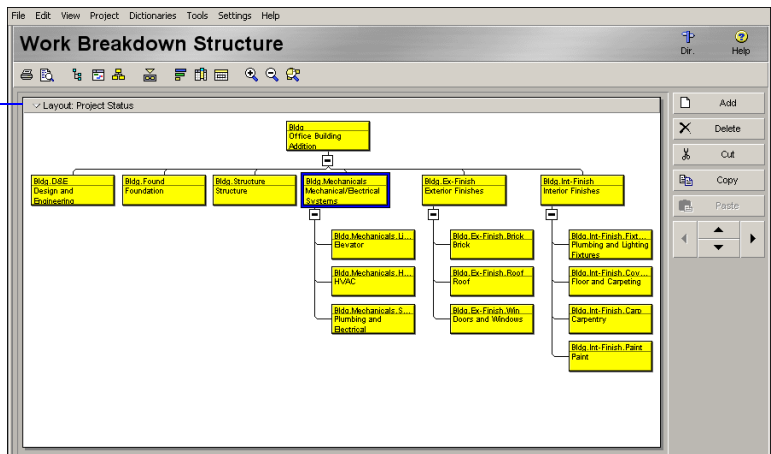 File Edit View Project Dictionaries Tools Settings Help
Work Breakdown Structure
Dir. Help
Layout: Project Status
Add
Delete
Cut
Copy
Paste
Bldg
Office Building
Addition
Bldg.D&E
Design and
Engineering
Bldg.Found
Foundation
Bldg.Structure
Structure
Bldg.Mechanicals
Mechanical/Electrical
Systems
Bldg.Ex-Finish
Exterior Finishes
Bldg.Int-Finish
Interior Finishes
Bldg.Mechanicals.Li...
Elevator
Bldg.Mechanicals.H...
HVAC
Bldg.Mechanicals.S...
Plumbing and
Electrical
Bldg.Ex-Finish.Brick
Brick
Bldg.Ex-Finish.Roof
Roof
Bldg.Ex-Finish.Win
Doors and Windows
Bldg.Int-Finish.Fixt...
Plumbing and Lighting
Fixtures
Bldg.Int-Finish.Cov...
Floor and Carpeting
Bldg.Int-Finish.Carp
Carpentry
Bldg.Int-Finish.Paint
Paint